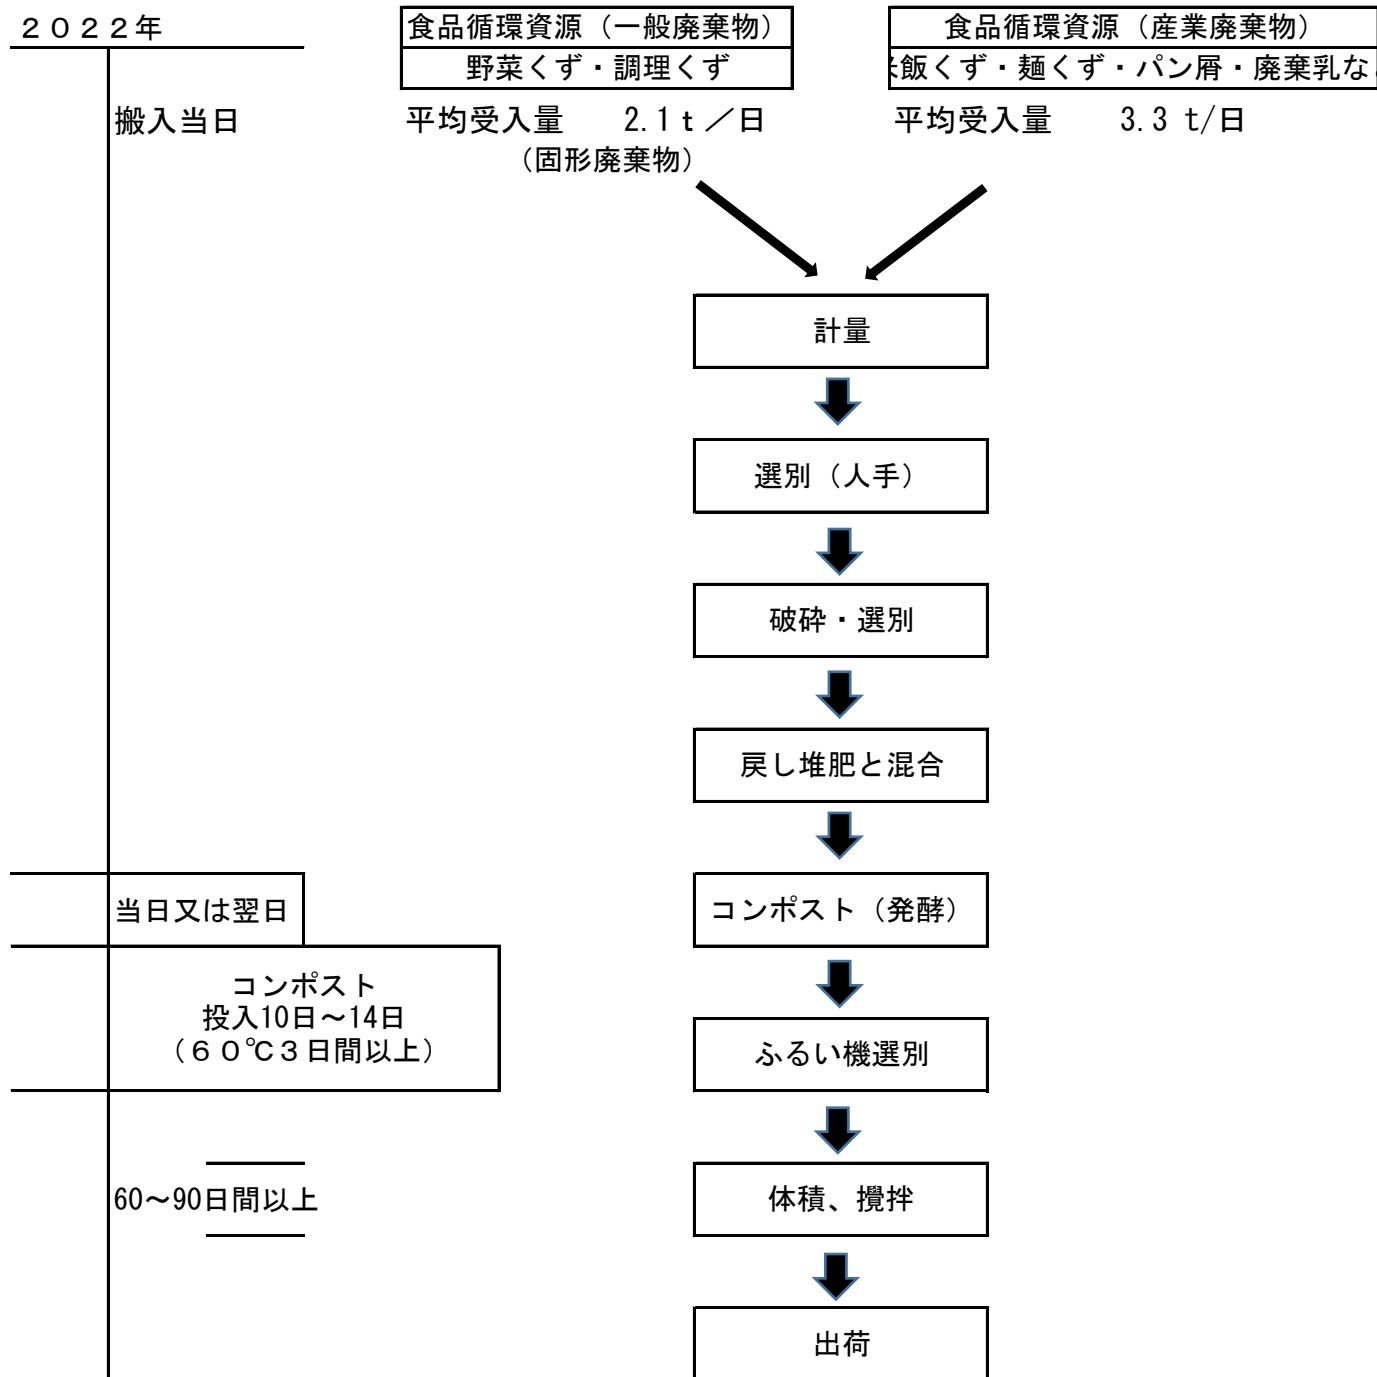 ２０２２年
食品循環資源（一般廃棄物）
野菜くず・調理くず
食品循環資源（産業廃棄物）
飯くず・麺くず・パン屑・廃棄乳な
搬入当日
平均受入量 2.1ｔ／日
（固形廃棄物）
平均受入量 3.3 t/日
計量
選別（人手）
破砕・選別
戻し堆肥と混合
当日又は翌日
コンポスト（発酵）
コンポスト
投入10日～14日
（６０℃３日間以上）
ふるい機選別
60～90日間以上
体積、攪拌
出荷